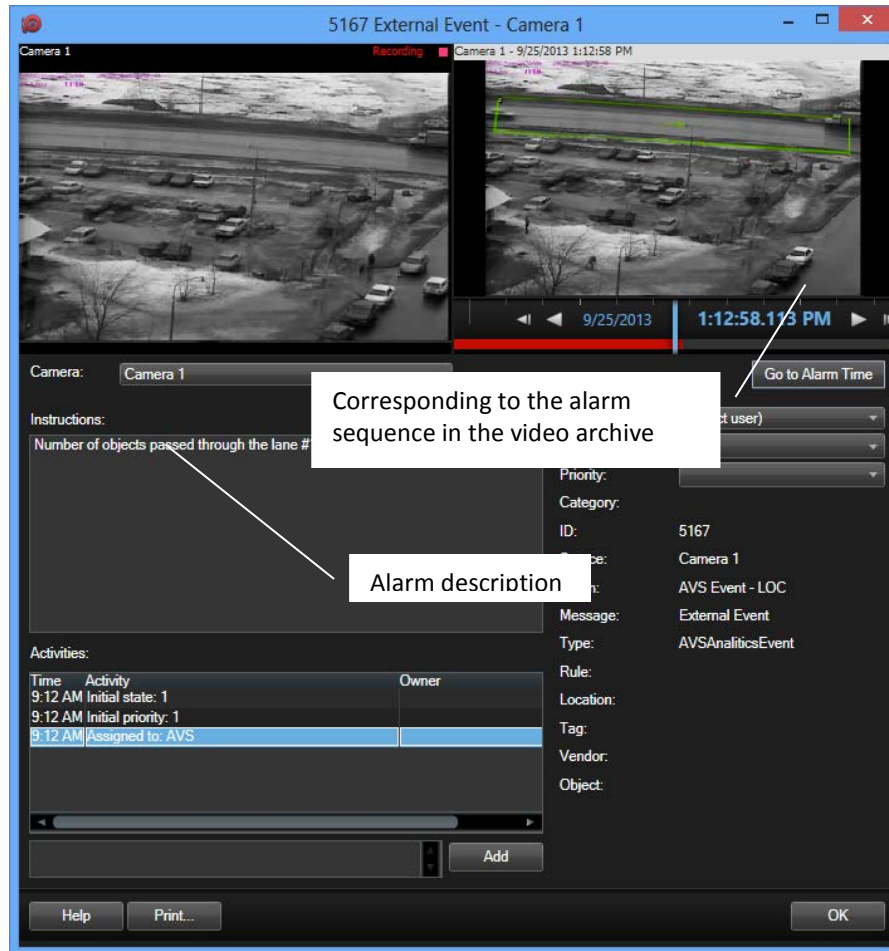 5167 External Event - Camera 1
Camera 1
Recording
Camera 1 - 9/25/2013 1:12:58 PM
9/25/2013
1:12:58.113 PM
Camera:
Camera 1
Go to Alarm Time
Corresponding to the alarm
sequence in the video archive
Instructions:
Number of objects passed through the lane #
user)
Priority:
Category:
ID:
5167
Camera 1
Alarm description
AVS Event - LOC
Message:
External Event
Type:
AVSAnaliticsEvent
Rule:
Location:
Tag:
Vendor:
Object:
Activities:
Time Activity Owner
9:12 AM Initial state: 1
9:12 AM Initial priority: 1
9:12 AM Assigned to: AVS
Add
Help
Print...
OK